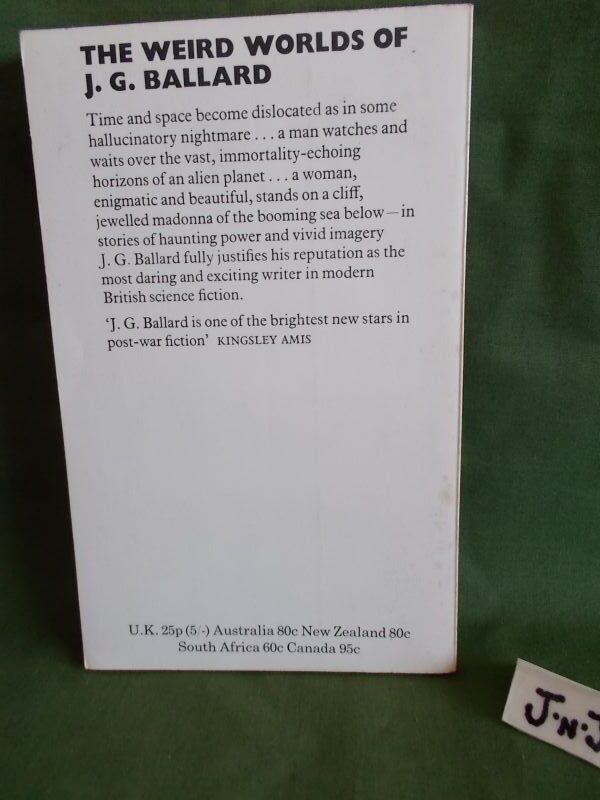 THE WEIRD WORLDS OF
J. G. BALLARD
Time and space become dislocated as in some
hallucinatory nightmare . . . a man watches and
waits over the vast, immortality-echoing
horizons of an alien planet . . . a woman,
enigmatic and beautiful, stands on a cliff,
jewelled madonna of the booming sea below—in
stories of haunting power and vivid imagery
J. G. Ballard fully justifies his reputation as the
most daring and exciting writer in modern
British science fiction.
'J. G. Ballard is one of the brightest new stars in
post-war fiction' KINGSLEY AMIS
U.K. 25p (5/-) Australia 80c New Zealand 80c
South Africa 60c Canada 95c
J·N·J